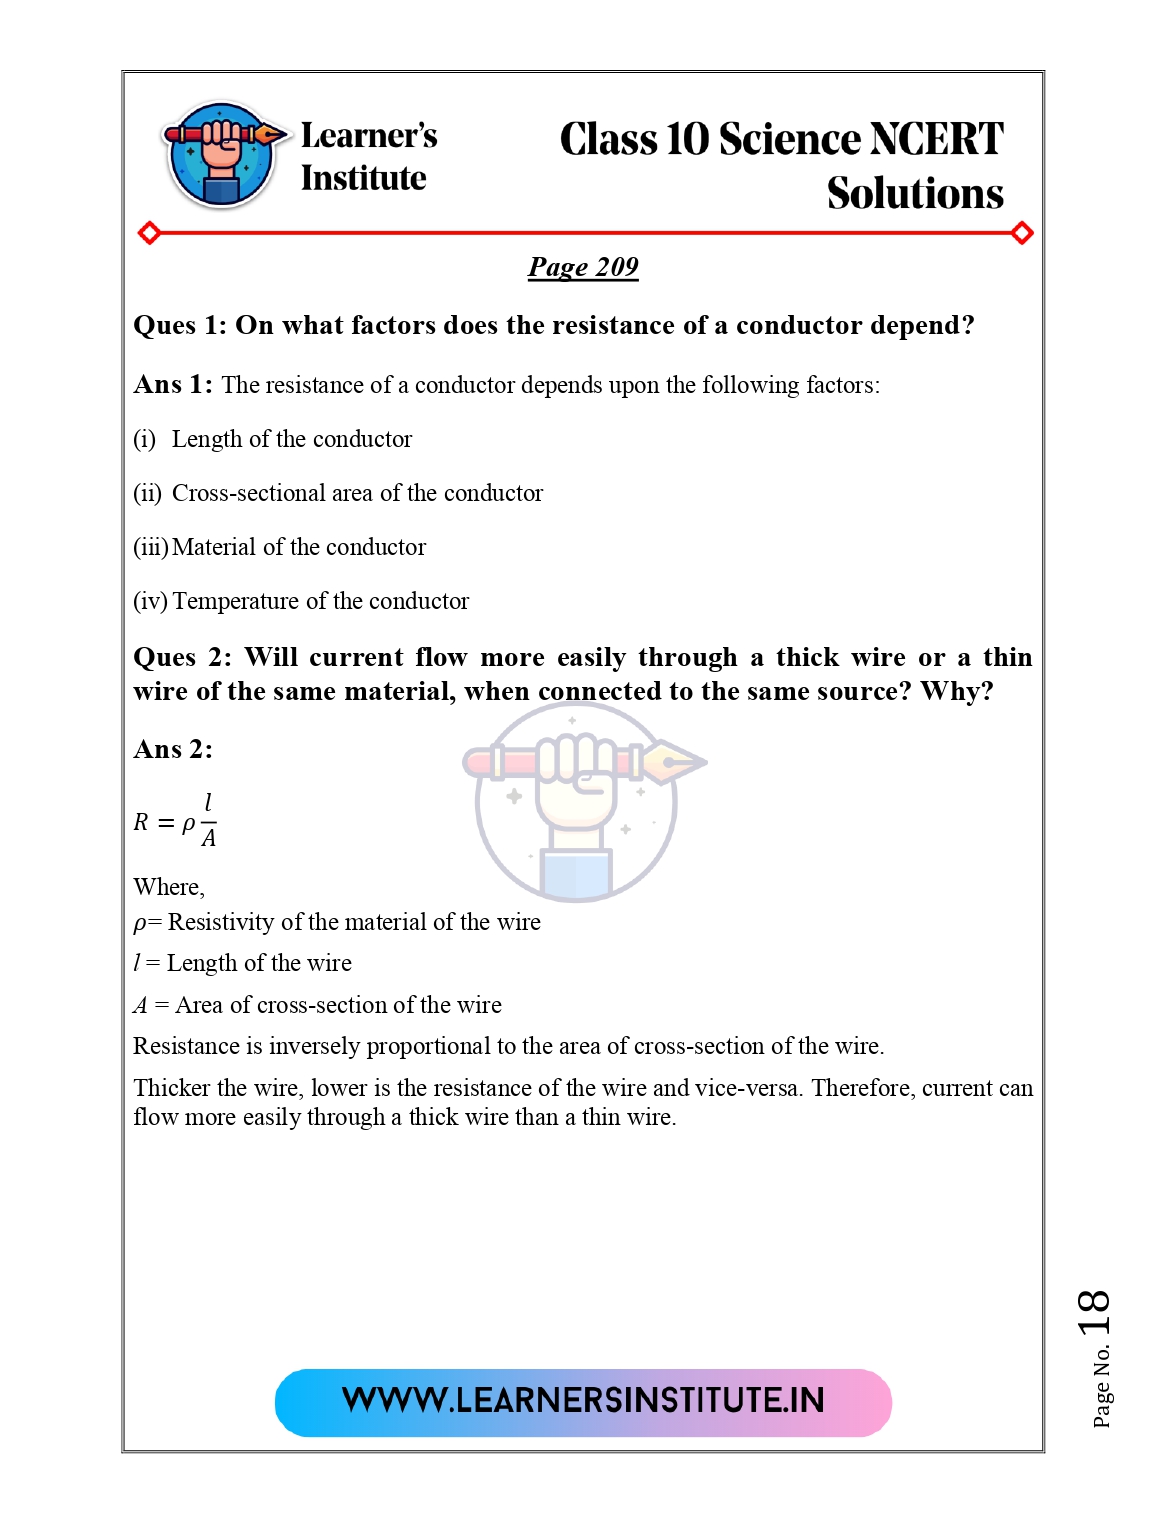 Learner's
Institute
Class 10 Science NCERT
Solutions
Page 209
Ques 1: On what factors does the resistance of a conductor depend?
Ans 1: The resistance of a conductor depends upon the following factors:
(i) Length of the conductor
(ii) Cross-sectional area of the conductor
(iii) Material of the conductor
(iv) Temperature of the conductor
Ques 2: Will current flow more easily through a thick wire or a thin
wire of the same material, when connected to the same source? Why?
Ans 2:
R = ρ l/A
Where,
ρ= Resistivity of the material of the wire
l = Length of the wire
A = Area of cross-section of the wire
Resistance is inversely proportional to the area of cross-section of the wire.
Thicker the wire, lower is the resistance of the wire and vice-versa. Therefore, current can
flow more easily through a thick wire than a thin wire.
Page No. 18
WWW.LEARNERSINSTITUTE.IN